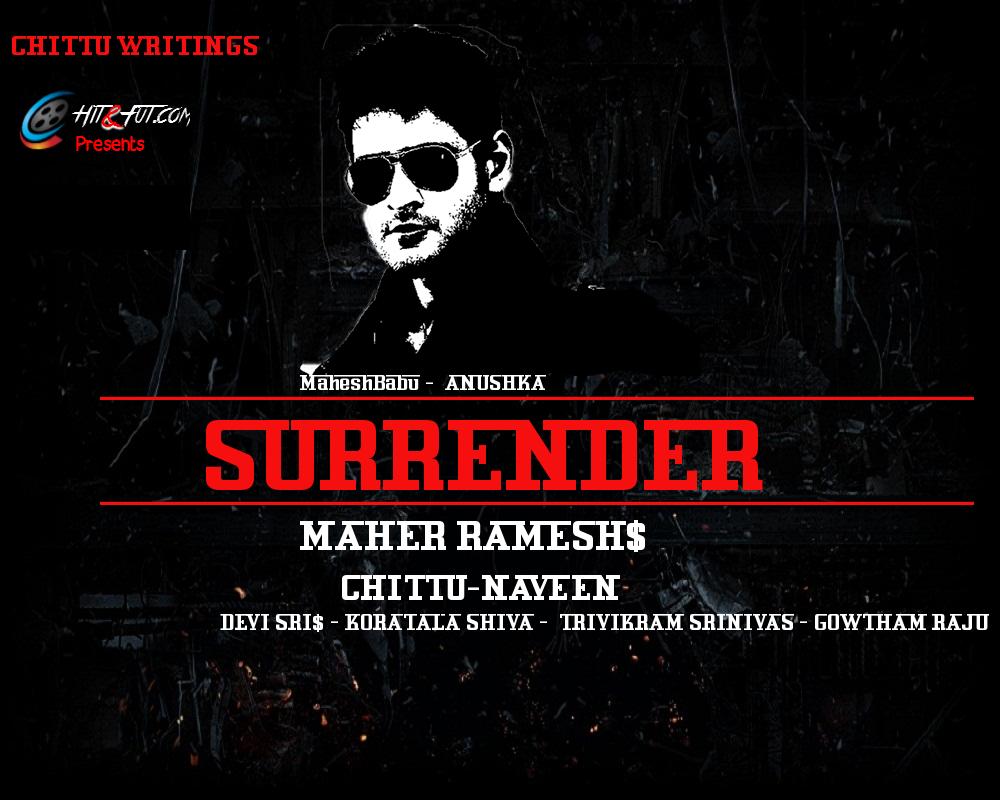 CHITTU WRITINGS
HIT&FUT.COM
Presents
MaheshBabu - ANUSHKA
SURRENDER
MAHER RAMESH$
CHITTU-NAVEEN
DEVI SRI$ - KORATALA SHIVA - TRIVIKRAM SRINIVAS - GOWTHAM RAJU